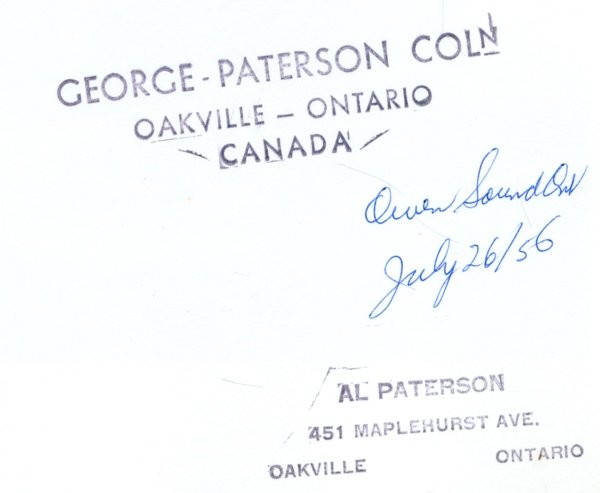 GEORGE-PATERSON COLN
OAKVILLE — ONTARIO
CANADA
Owen Sound Ont
July 26/56
AL PATERSON
451 MAPLEHURST AVE.
OAKVILLE ONTARIO